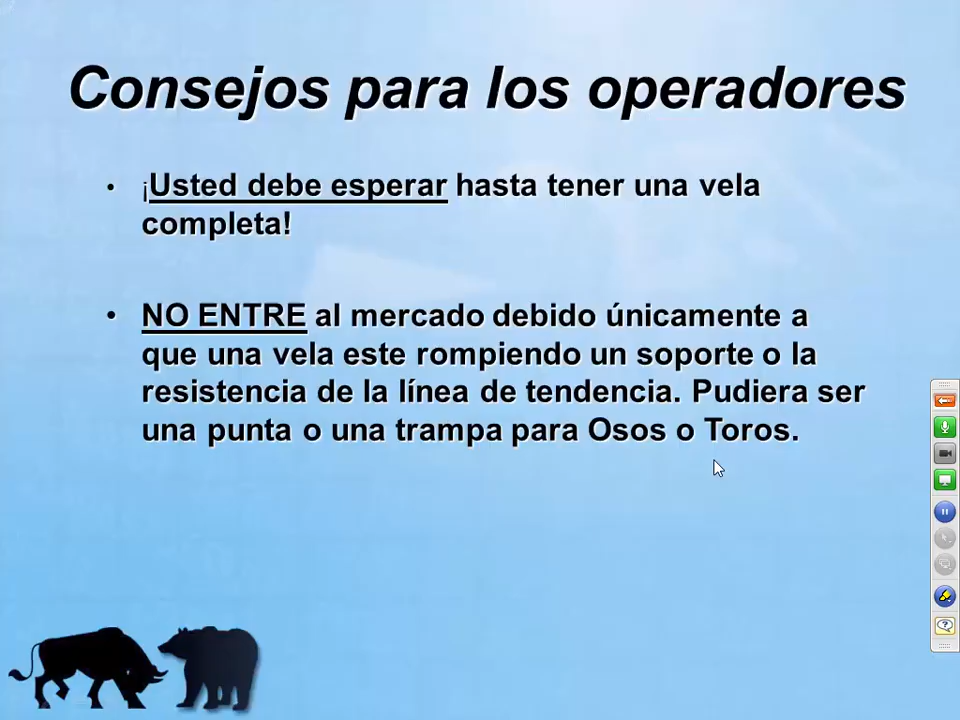 Consejos para los operadores
• ¡Usted debe esperar hasta tener una vela
completa!
• NO ENTRE al mercado debido únicamente a
que una vela este rompiendo un soporte o la
resistencia de la línea de tendencia. Pudiera ser
una punta o una trampa para Osos o Toros.